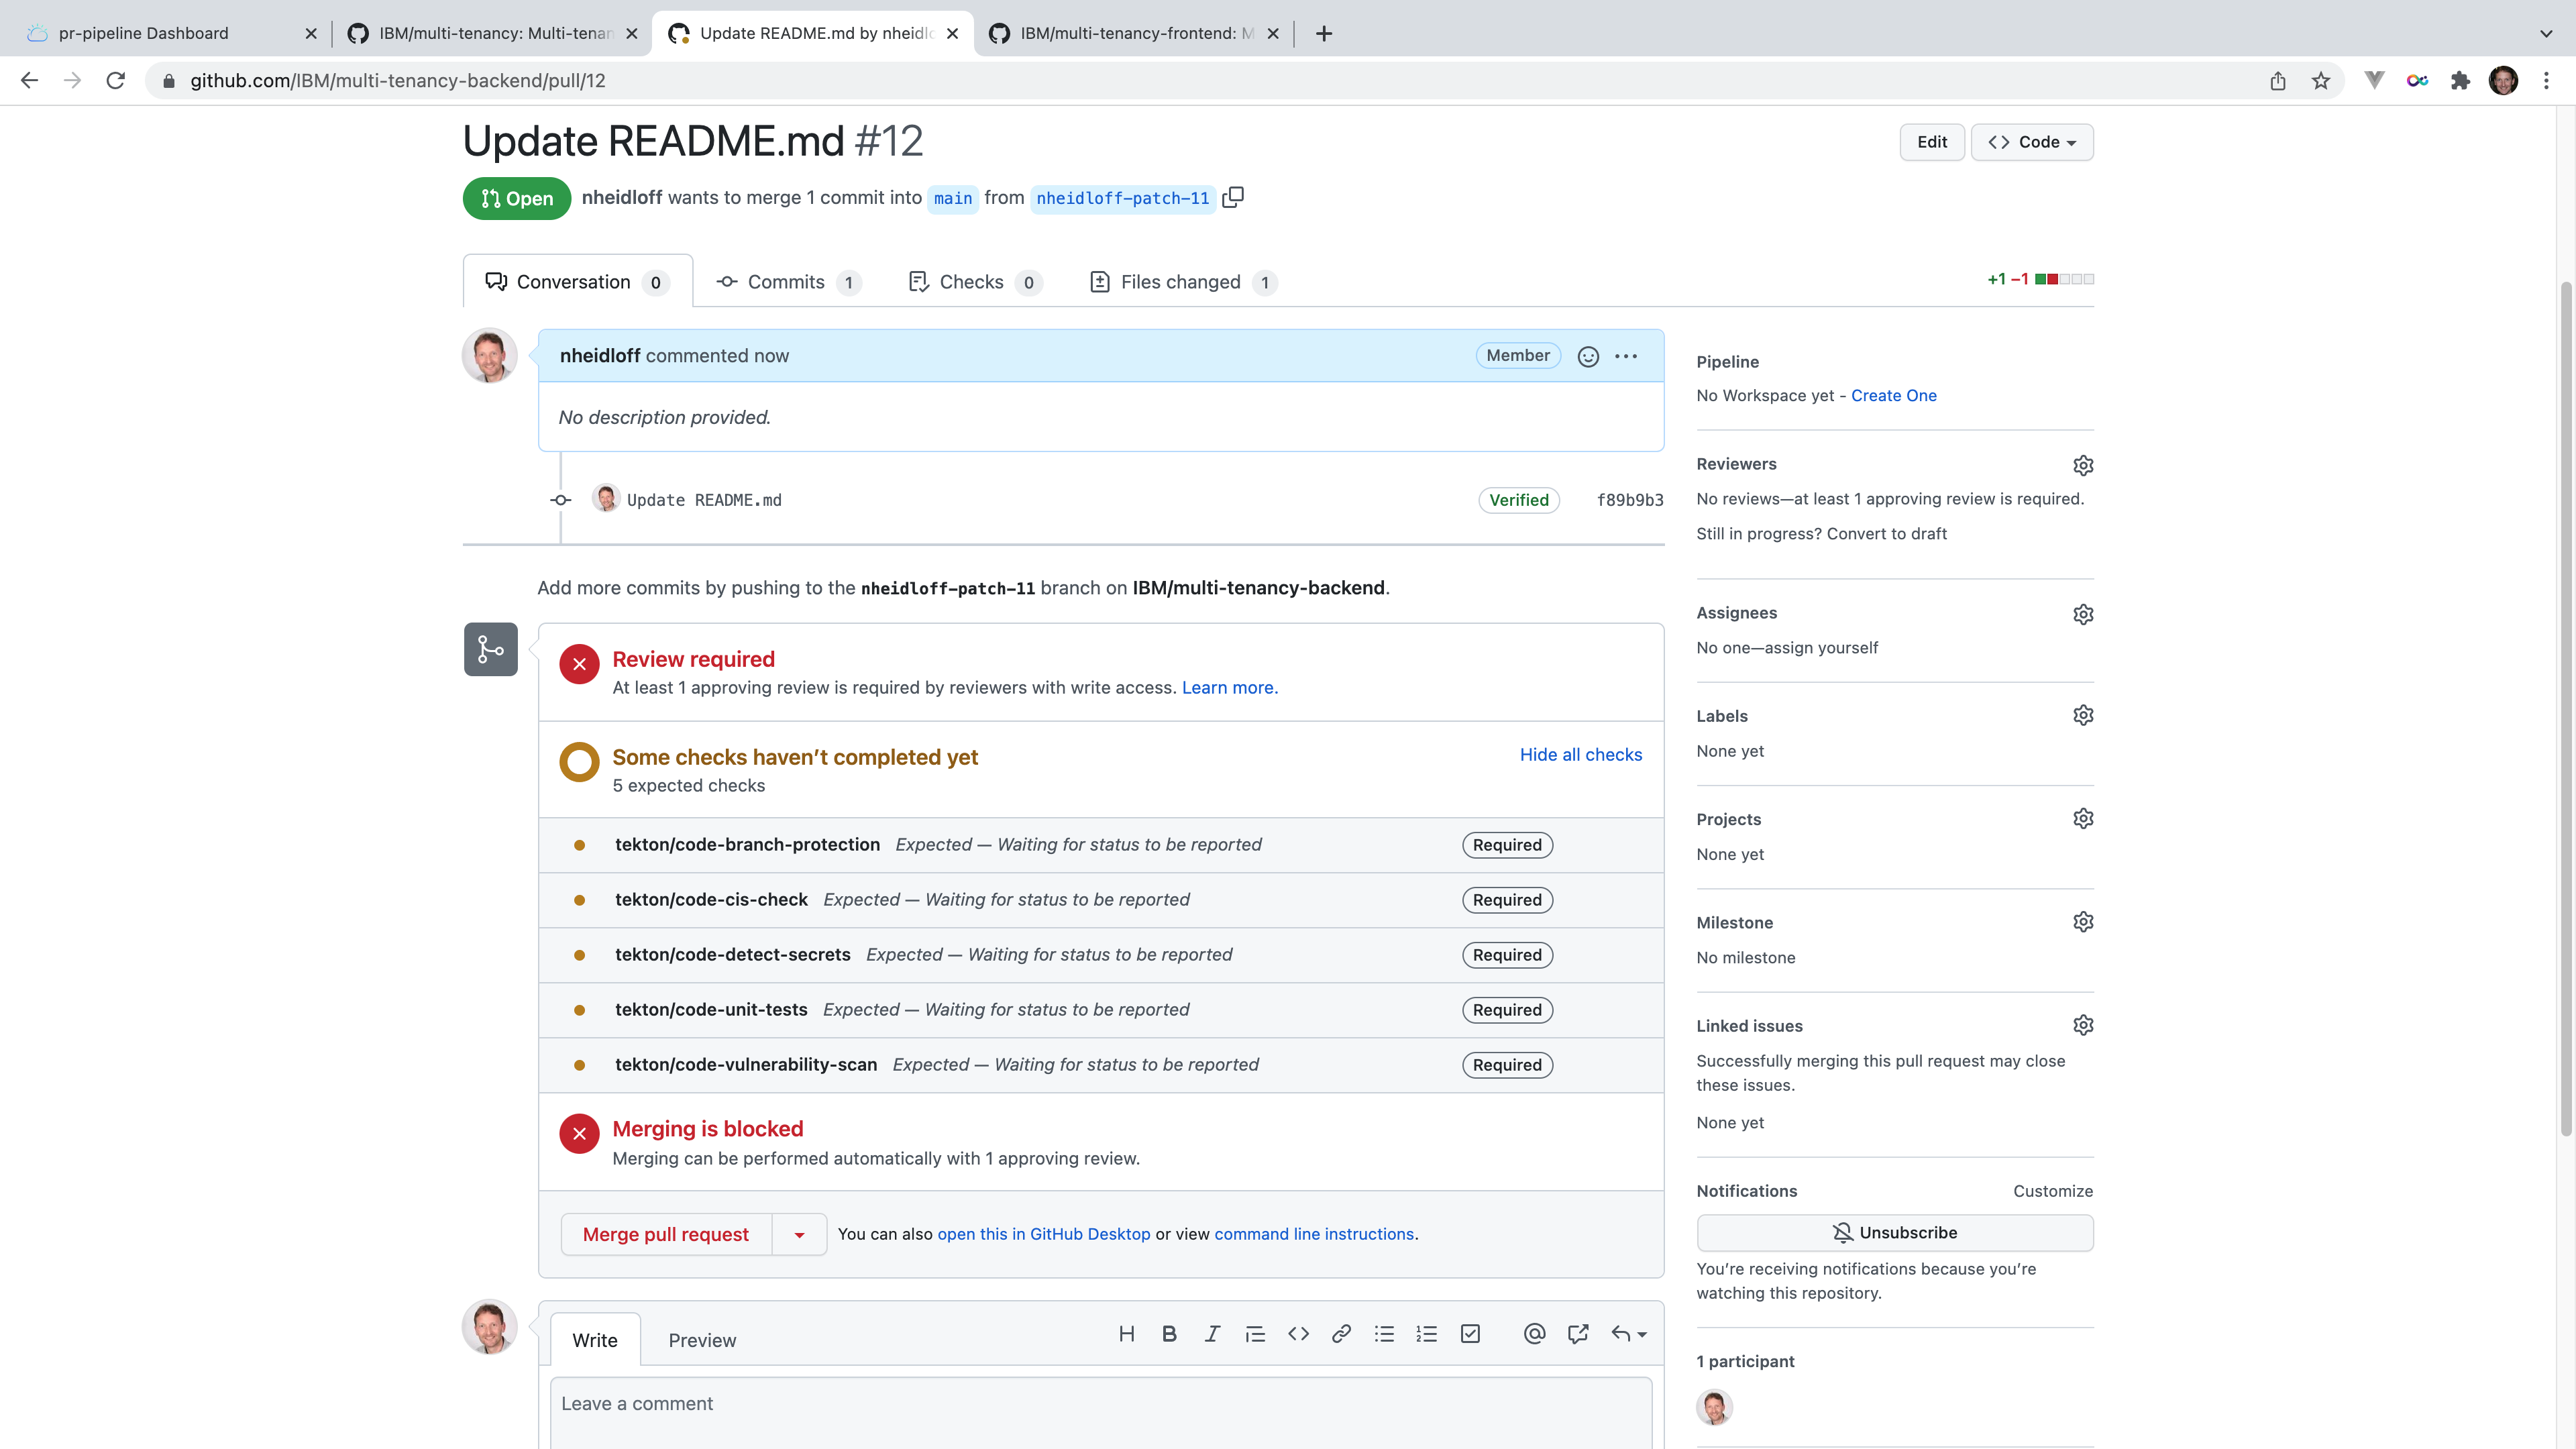 pr-pipeline Dashboard
IBM/multi-tenancy: Multi-tenan
Update README.md by nheidlo
IBM/multi-tenancy-frontend: M
github.com/IBM/multi-tenancy-backend/pull/12
Update README.md #12
Edit
Code
Open
nheidloff wants to merge 1 commit into main from nheidloff-patch-11
Conversation 0
Commits 1
Checks 0
Files changed 1
+1 −1
nheidloff commented now
Member
No description provided.
Update README.md
Verified
f89b9b3
Add more commits by pushing to the nheidloff-patch-11 branch on IBM/multi-tenancy-backend.
Review required
At least 1 approving review is required by reviewers with write access. Learn more.
Some checks haven’t completed yet
Hide all checks
5 expected checks
tekton/code-branch-protection Expected — Waiting for status to be reported Required
tekton/code-cis-check Expected — Waiting for status to be reported Required
tekton/code-detect-secrets Expected — Waiting for status to be reported Required
tekton/code-unit-tests Expected — Waiting for status to be reported Required
tekton/code-vulnerability-scan Expected — Waiting for status to be reported Required
Merging is blocked
Merging can be performed automatically with 1 approving review.
Merge pull request
You can also open this in GitHub Desktop or view command line instructions.
Write
Preview
Leave a comment
Pipeline
No Workspace yet - Create One
Reviewers
No reviews—at least 1 approving review is required.
Still in progress? Convert to draft
Assignees
No one—assign yourself
Labels
None yet
Projects
None yet
Milestone
No milestone
Linked issues
Successfully merging this pull request may close
these issues.
None yet
Notifications
Customize
Unsubscribe
You’re receiving notifications because you’re
watching this repository.
1 participant